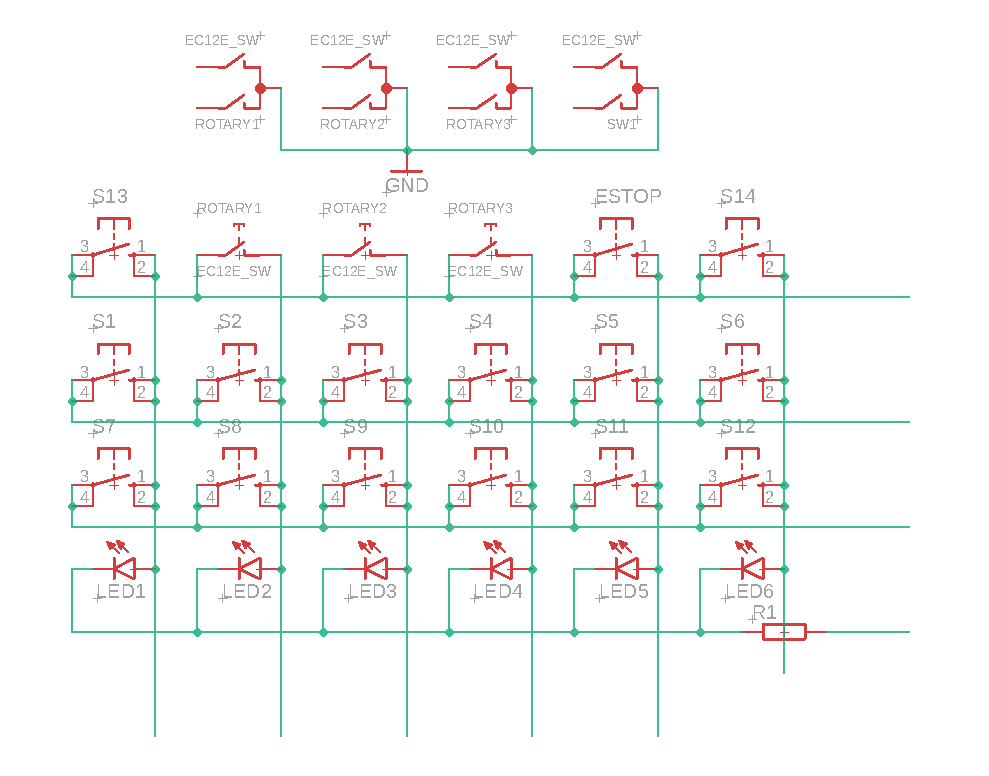 EC12E_SW EC12E_SW EC12E_SW EC12E_SW
ROTARY1 ROTARY2 ROTARY3 SW1
GND
S13 ROTARY1 ROTARY2 ROTARY3 ESTOP S14
3 1 3 1 3 1
4 2 EC12E_SW EC12E_SW EC12E_SW 4 2 4 2
S1 S2 S3 S4 S5 S6
3 1 3 1 3 1 3 1 3 1 3 1
4 2 4 2 4 2 4 2 4 2 4 2
S7 S8 S9 S10 S11 S12
3 1 3 1 3 1 3 1 3 1 3 1
4 2 4 2 4 2 4 2 4 2 4 2
LED1 LED2 LED3 LED4 LED5 LED6
R1